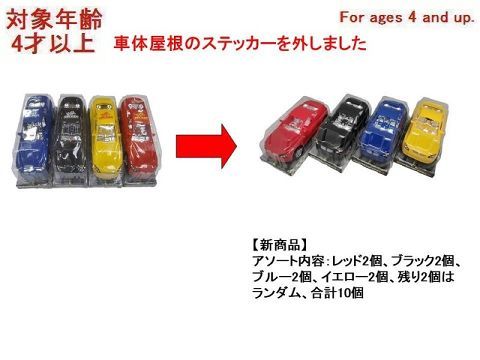 対象年齢
4才以上
For ages 4 and up.
車体屋根のステッカーを外しました
【新商品】
アソート内容:レッド2個、ブラック2個、
ブルー2個、イエロー2個、残り2個は
ランダム、合計10個